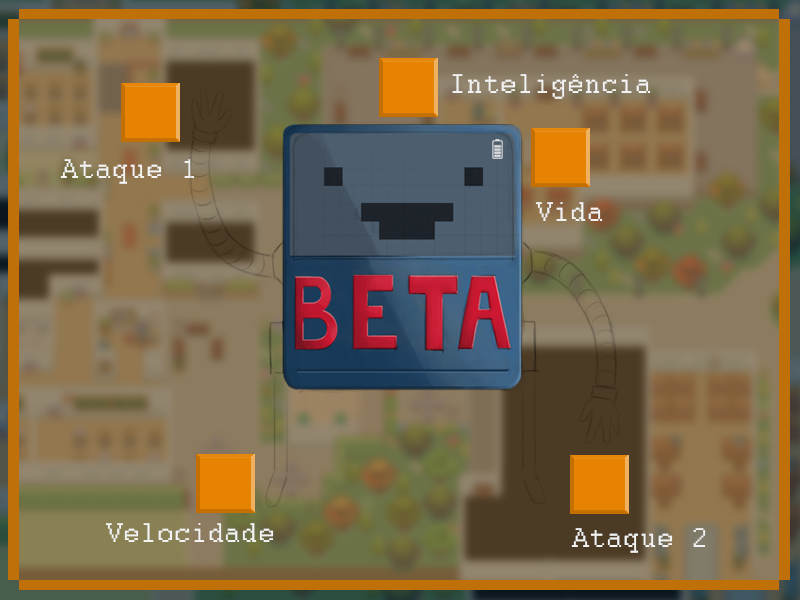 Inteligência
Ataque 1
Vida
BETA
Velocidade
Ataque 2